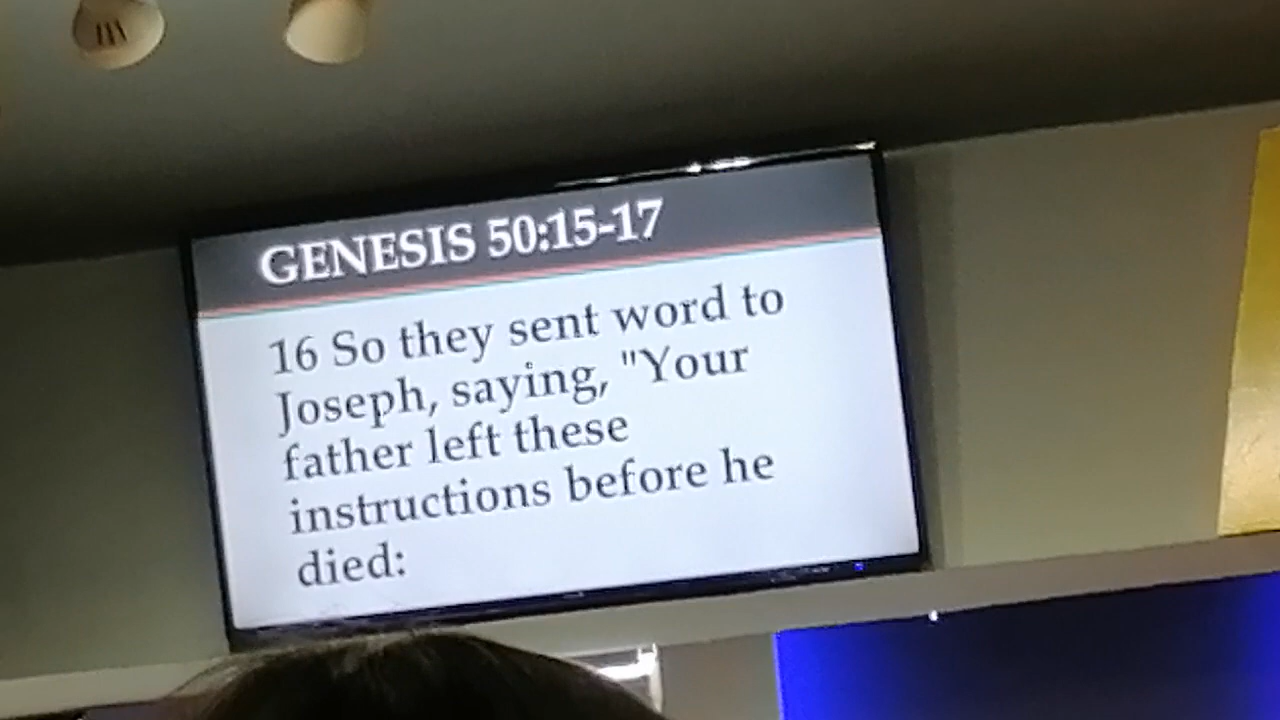 GENESIS 50:15-17
16 So they sent word to
Joseph, saying, "Your
father left these
instructions before he
died: